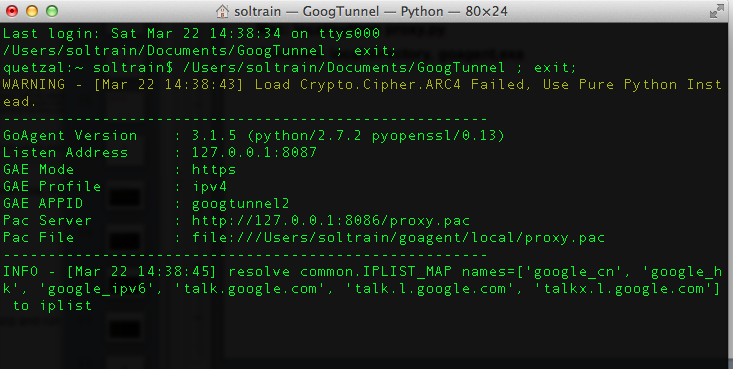 soltrain — GoogTunnel — Python — 80×24
Last login: Sat Mar 22 14:38:34 on ttys000
/Users/soltrain/Documents/GoogTunnel ; exit;
quetzal:~ soltrain$ /Users/soltrain/Documents/GoogTunnel ; exit;
WARNING - [Mar 22 14:38:43] Load Crypto.Cipher.ARC4 Failed, Use Pure Python Inst
ead.
------------------------------------------------------
GoAgent Version    : 3.1.5 (python/2.7.2 pyopenssl/0.13)
Listen Address     : 127.0.0.1:8087
GAE Mode           : https
GAE Profile        : ipv4
GAE APPID          : googtunnel2
Pac Server         : http://127.0.0.1:8086/proxy.pac
Pac File           : file:///Users/soltrain/goagent/local/proxy.pac
------------------------------------------------------
INFO - [Mar 22 14:38:45] resolve common.IPLIST_MAP names=['google_cn', 'google_h
k', 'google_ipv6', 'talk.google.com', 'talk.l.google.com', 'talkx.l.google.com']
 to iplist